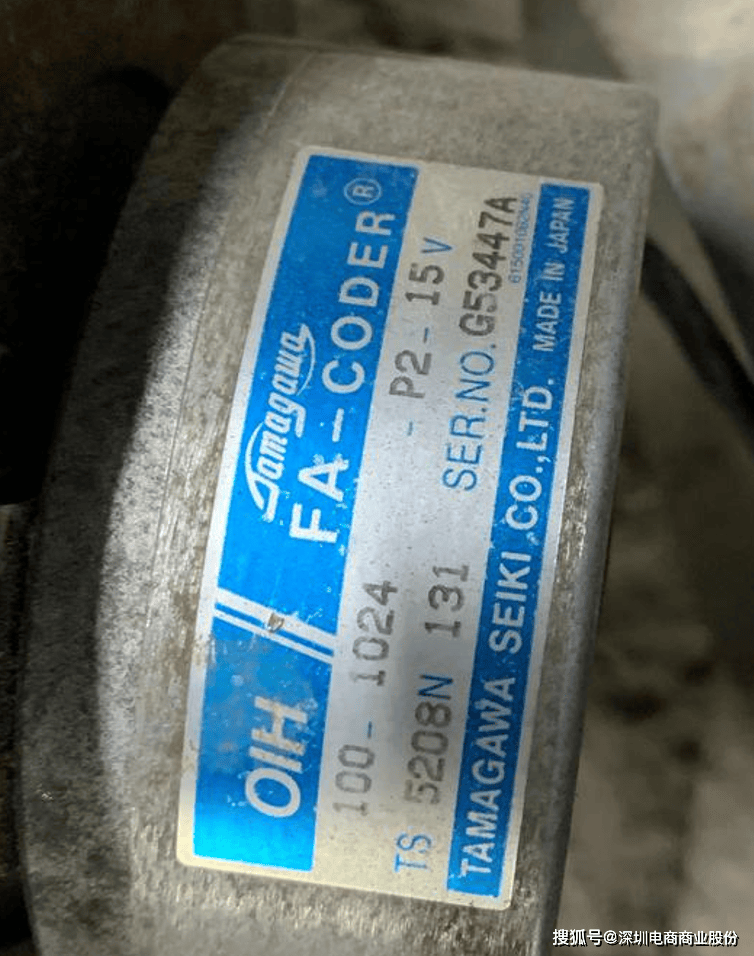 Tamagawa
OIH FA-CODER®
100- 1024 - P2-15V
TS 5208N 131 SER.NO.G53447A
TAMAGAWA SEIKI CO.,LTD. MADE IN JAPAN
搜狐号@深圳电商商业股份